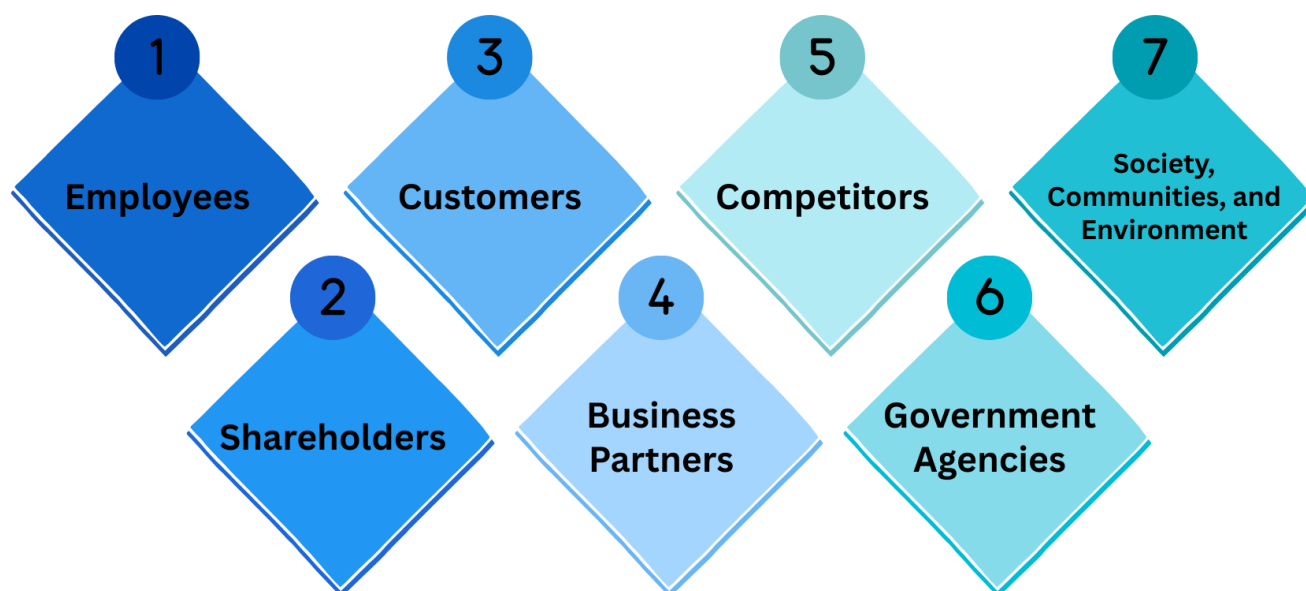 1
Employees
2
Shareholders
3
Customers
4
Business
Partners
5
Competitors
6
Government
Agencies
7
Society,
Communities, and
Environment